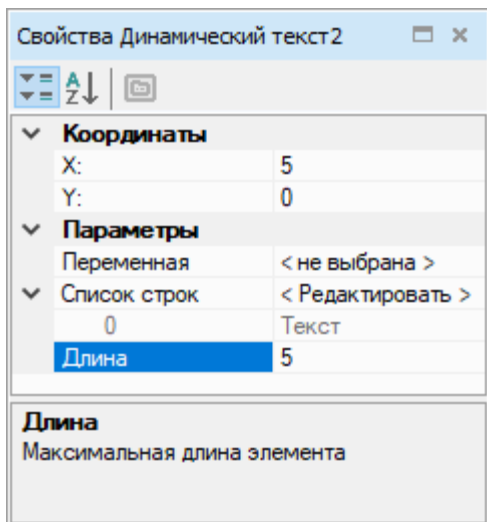 Свойства Динамический текст2
A
Z
Координаты
X: 5
Y: 0
Параметры
Переменная < не выбрана >
Список строк < Редактировать >
0 Текст
Длина 5
Длина
Максимальная длина элемента